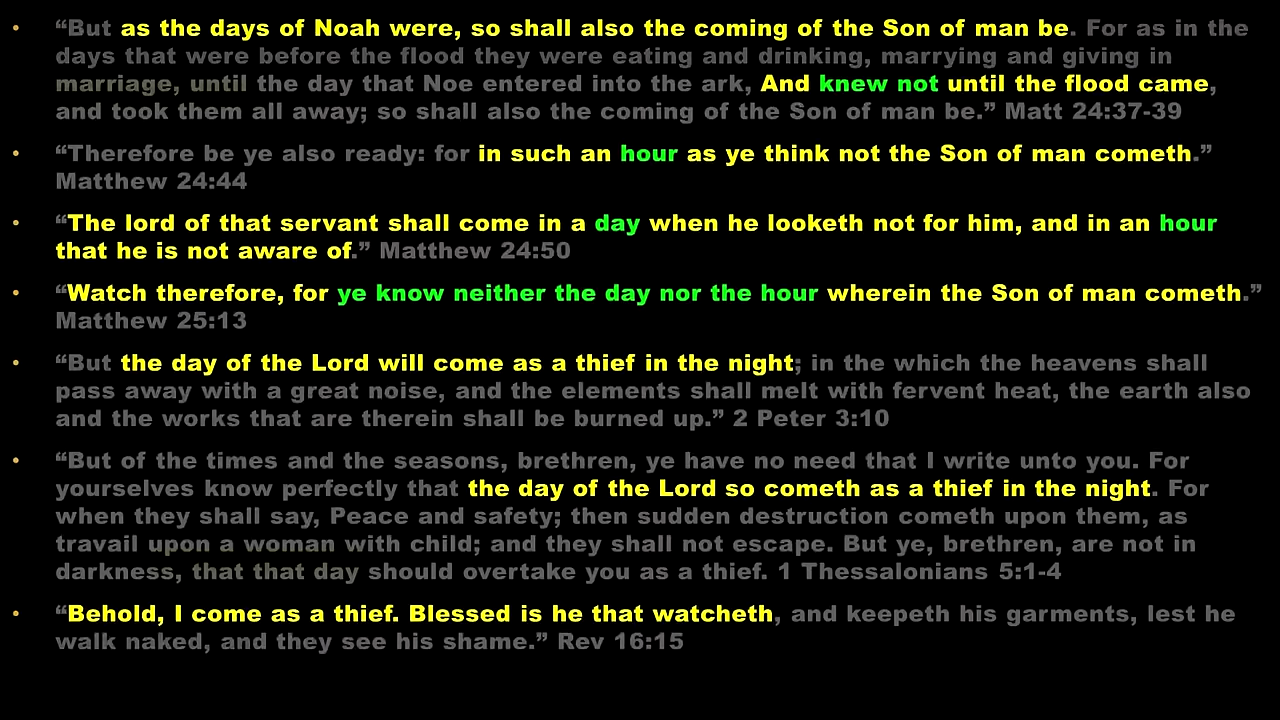 • “But as the days of Noah were, so shall also the coming of the Son of man be. For as in the
days that were before the flood they were eating and drinking, marrying and giving in
marriage, until the day that Noe entered into the ark, And knew not until the flood came,
and took them all away; so shall also the coming of the Son of man be.” Matt 24:37-39
• “Therefore be ye also ready: for in such an hour as ye think not the Son of man cometh.”
Matthew 24:44
• “The lord of that servant shall come in a day when he looketh not for him, and in an hour
that he is not aware of.” Matthew 24:50
• “Watch therefore, for ye know neither the day nor the hour wherein the Son of man cometh.”
Matthew 25:13
• “But the day of the Lord will come as a thief in the night; in the which the heavens shall
pass away with a great noise, and the elements shall melt with fervent heat, the earth also
and the works that are therein shall be burned up.” 2 Peter 3:10
• “But of the times and the seasons, brethren, ye have no need that I write unto you. For
yourselves know perfectly that the day of the Lord so cometh as a thief in the night. For
when they shall say, Peace and safety; then sudden destruction cometh upon them, as
travail upon a woman with child; and they shall not escape. But ye, brethren, are not in
darkness, that that day should overtake you as a thief. 1 Thessalonians 5:1-4
• “Behold, I come as a thief. Blessed is he that watcheth, and keepeth his garments, lest he
walk naked, and they see his shame.” Rev 16:15